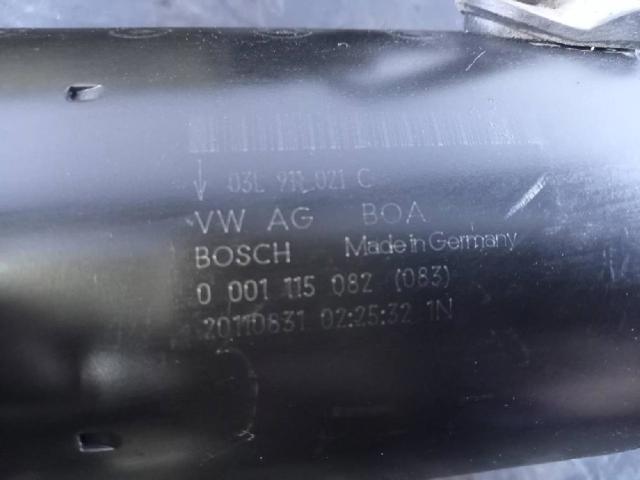 03L 911 021 C
VW AG BOA
BOSCH Made in Germany
0 001 115 082 (083)
20110831 02:25:32 1N